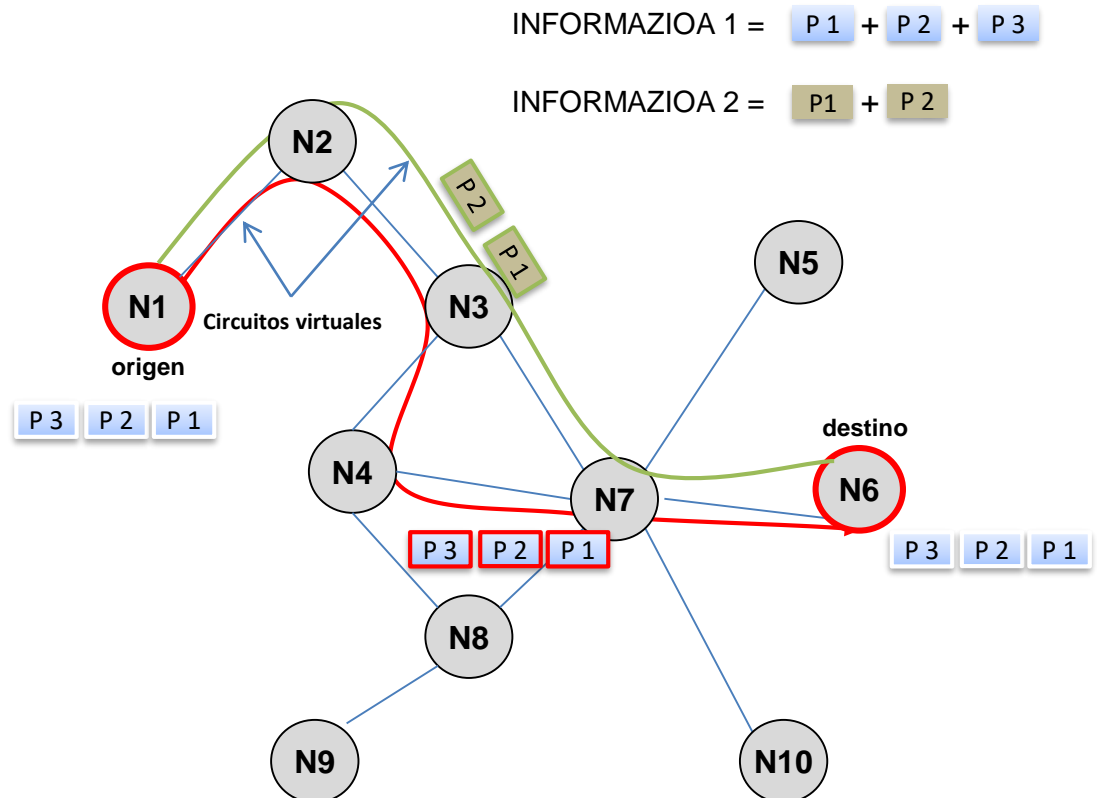 INFORMAZIOA 1 = P 1 + P 2 + P 3
INFORMAZIOA 2 = P1 + P 2
N2
P 2
P 1
N5
N1
N3
Circuitos virtuales
origen
P 3 P 2 P 1
destino
N4
N7
N6
P 3 P 2 P 1
P 3 P 2 P 1
N8
N9
N10